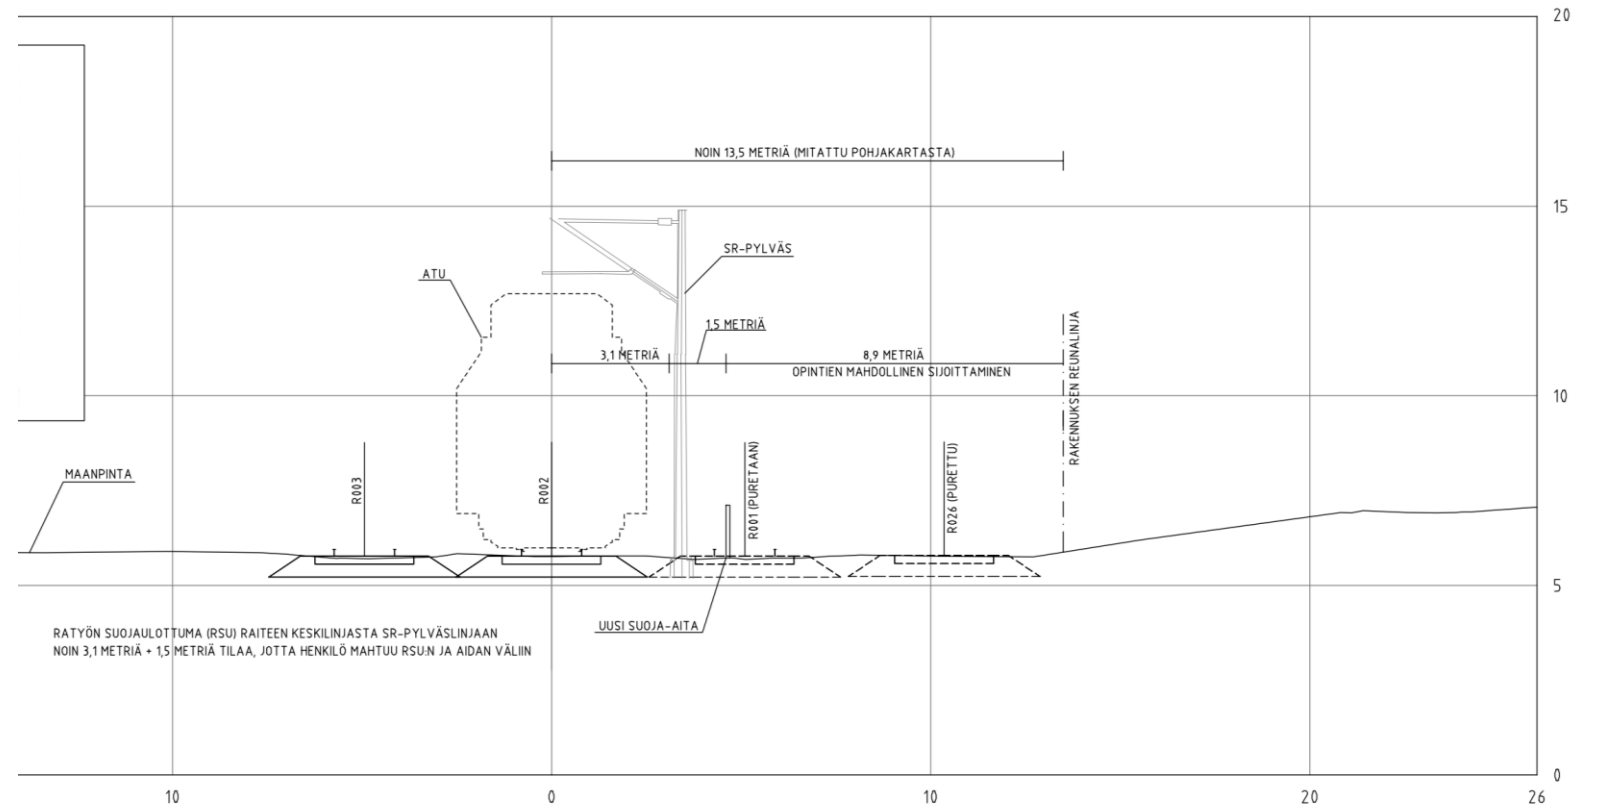 20
NOIN 13,5 METRIÄ (MITATTU POHJAKARTASTA)
15
SR-PYLVÄS
ATU
1,5 METRIÄ
3,1 METRIÄ
8,9 METRIÄ
OPINTIEN MAHDOLLINEN SIJOITTAMINEN
RAKENNUKSEN REUNALINJA
10
MAANPINTA
R003
R002
R001 (PURETAAN)
R026 (PURETTU)
5
UUSI SUOJA-AITA
RATYÖN SUOJAULOTTUMA (RSU) RAITEEN KESKILINJASTA SR-PYLVÄSLINJAAN
NOIN 3,1 METRIÄ + 1,5 METRIÄ TILAA, JOTTA HENKILÖ MAHTUU RSU:N JA AIDAN VÄLIIN
0
10
0
10
20
26